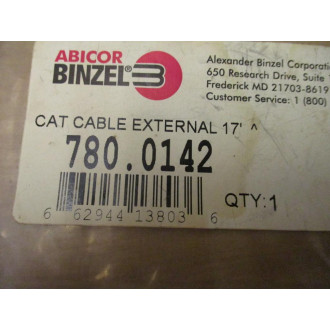 ABICOR
BINZEL
Alexander Binzel Corporation
650 Research Drive, Suite
Frederick MD 21703-8619
Customer Service: 1 (800)
CAT CABLE EXTERNAL 17' ^
780.0142
QTY:1
6 62944 13803 6